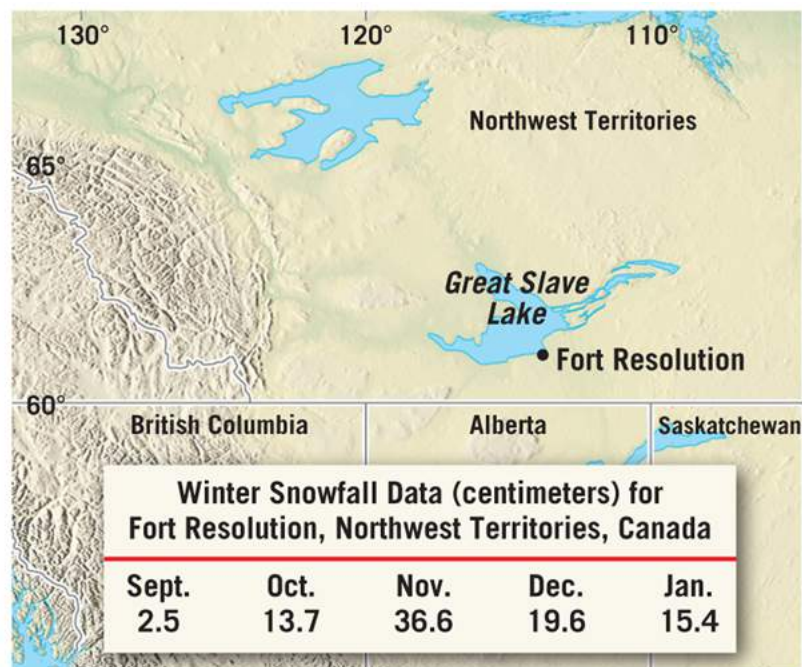 130° 120° 110°
Northwest Territories
65°
Great Slave
Lake
Fort Resolution
60°
British Columbia Alberta Saskatchewan
Winter Snowfall Data (centimeters) for
Fort Resolution, Northwest Territories, Canada
Sept. Oct. Nov. Dec. Jan.
2.5 13.7 36.6 19.6 15.4